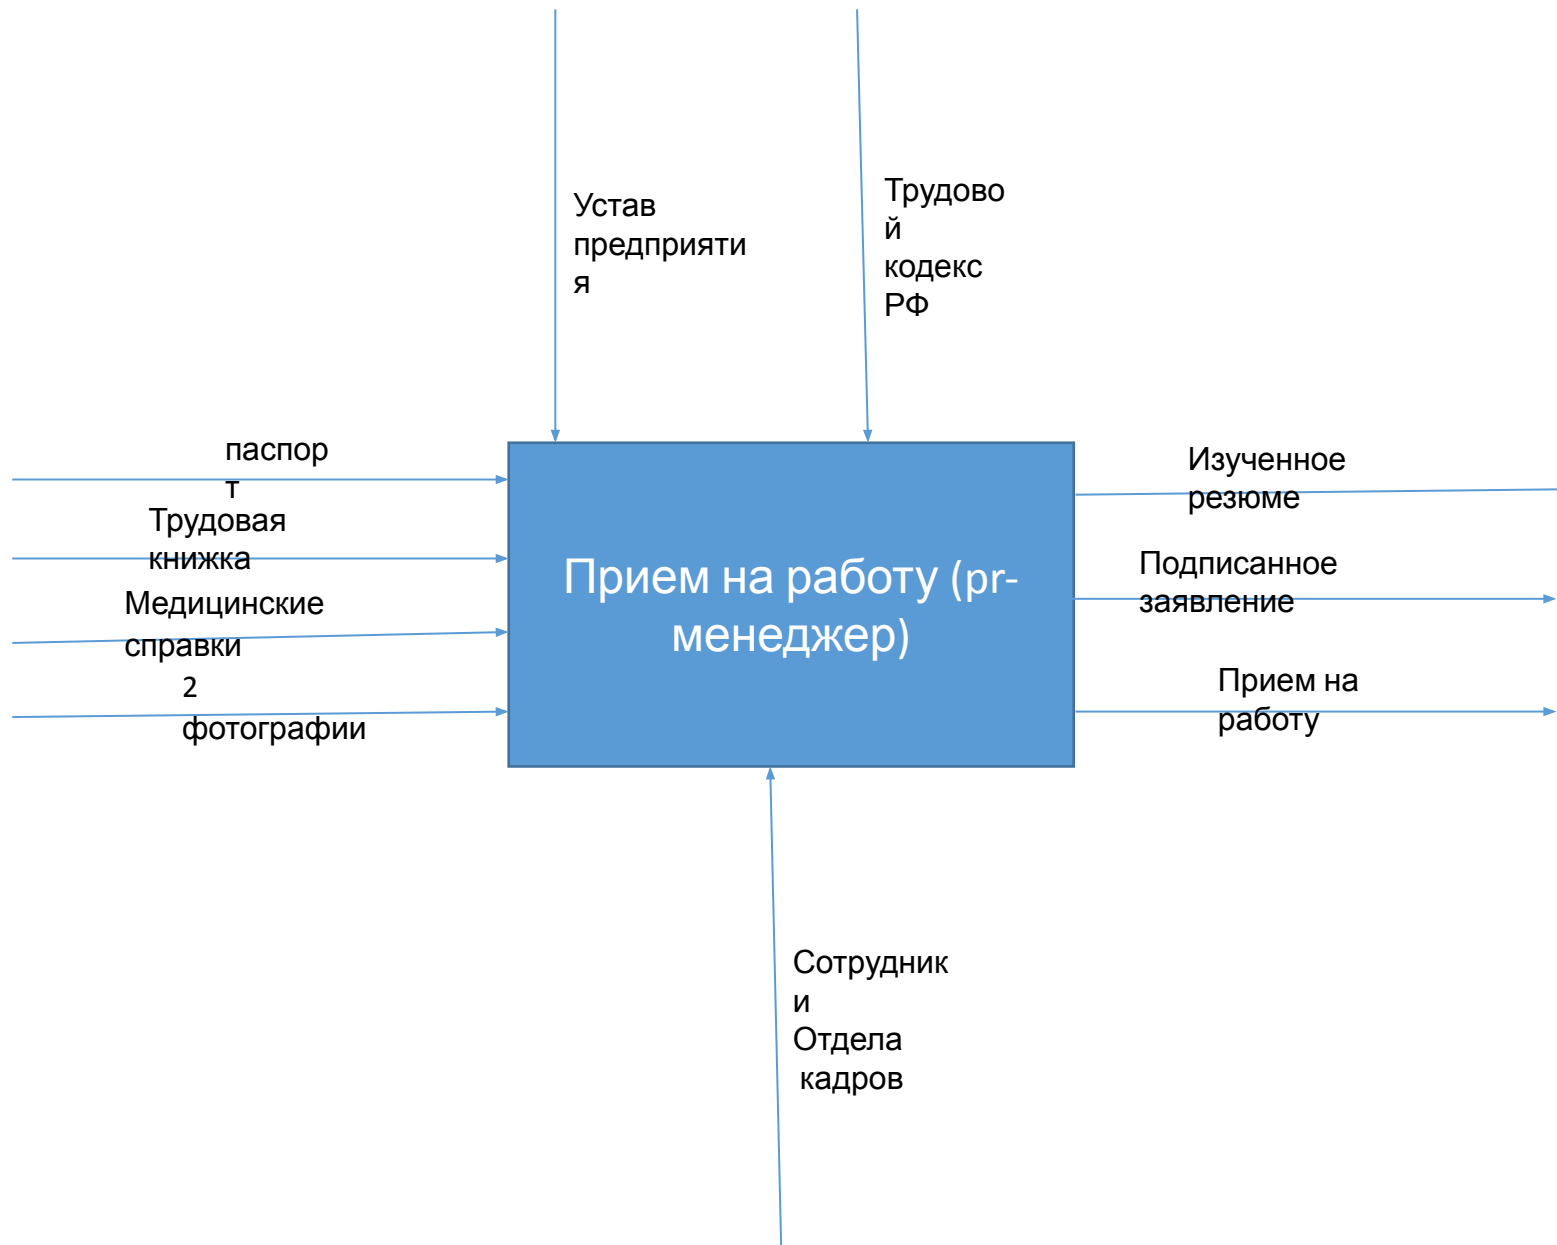 Устав
предприяти
я
Трудово
й
кодекс
РФ
паспор
т
Трудовая
книжка
Медицинские
справки
2
фотографии
Прием на работу (pr-
менеджер)
Изученное
резюме
Подписанное
заявление
Прием на
работу
Сотрудник
и
Отдела
кадров